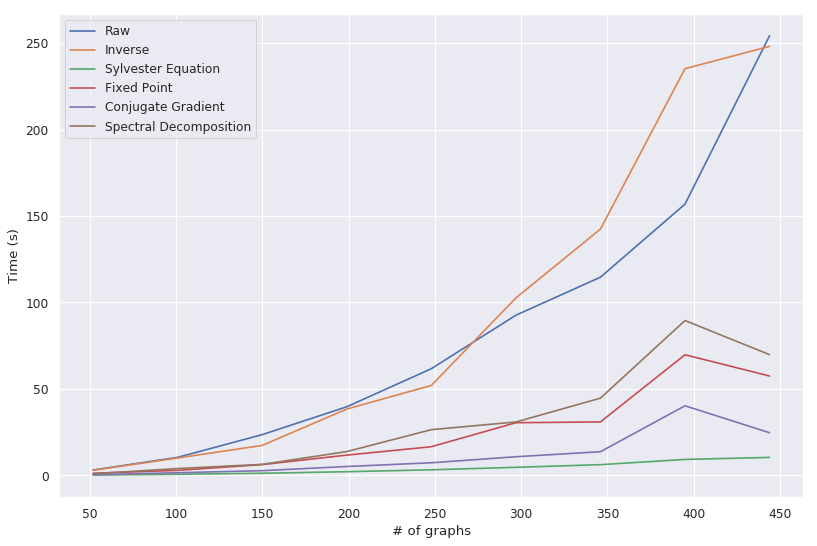 Raw
Inverse
Sylvester Equation
Fixed Point
Conjugate Gradient
Spectral Decomposition
250
200
150
100
50
0
Time (s)
50 100 150 200 250 300 350 400 450
# of graphs